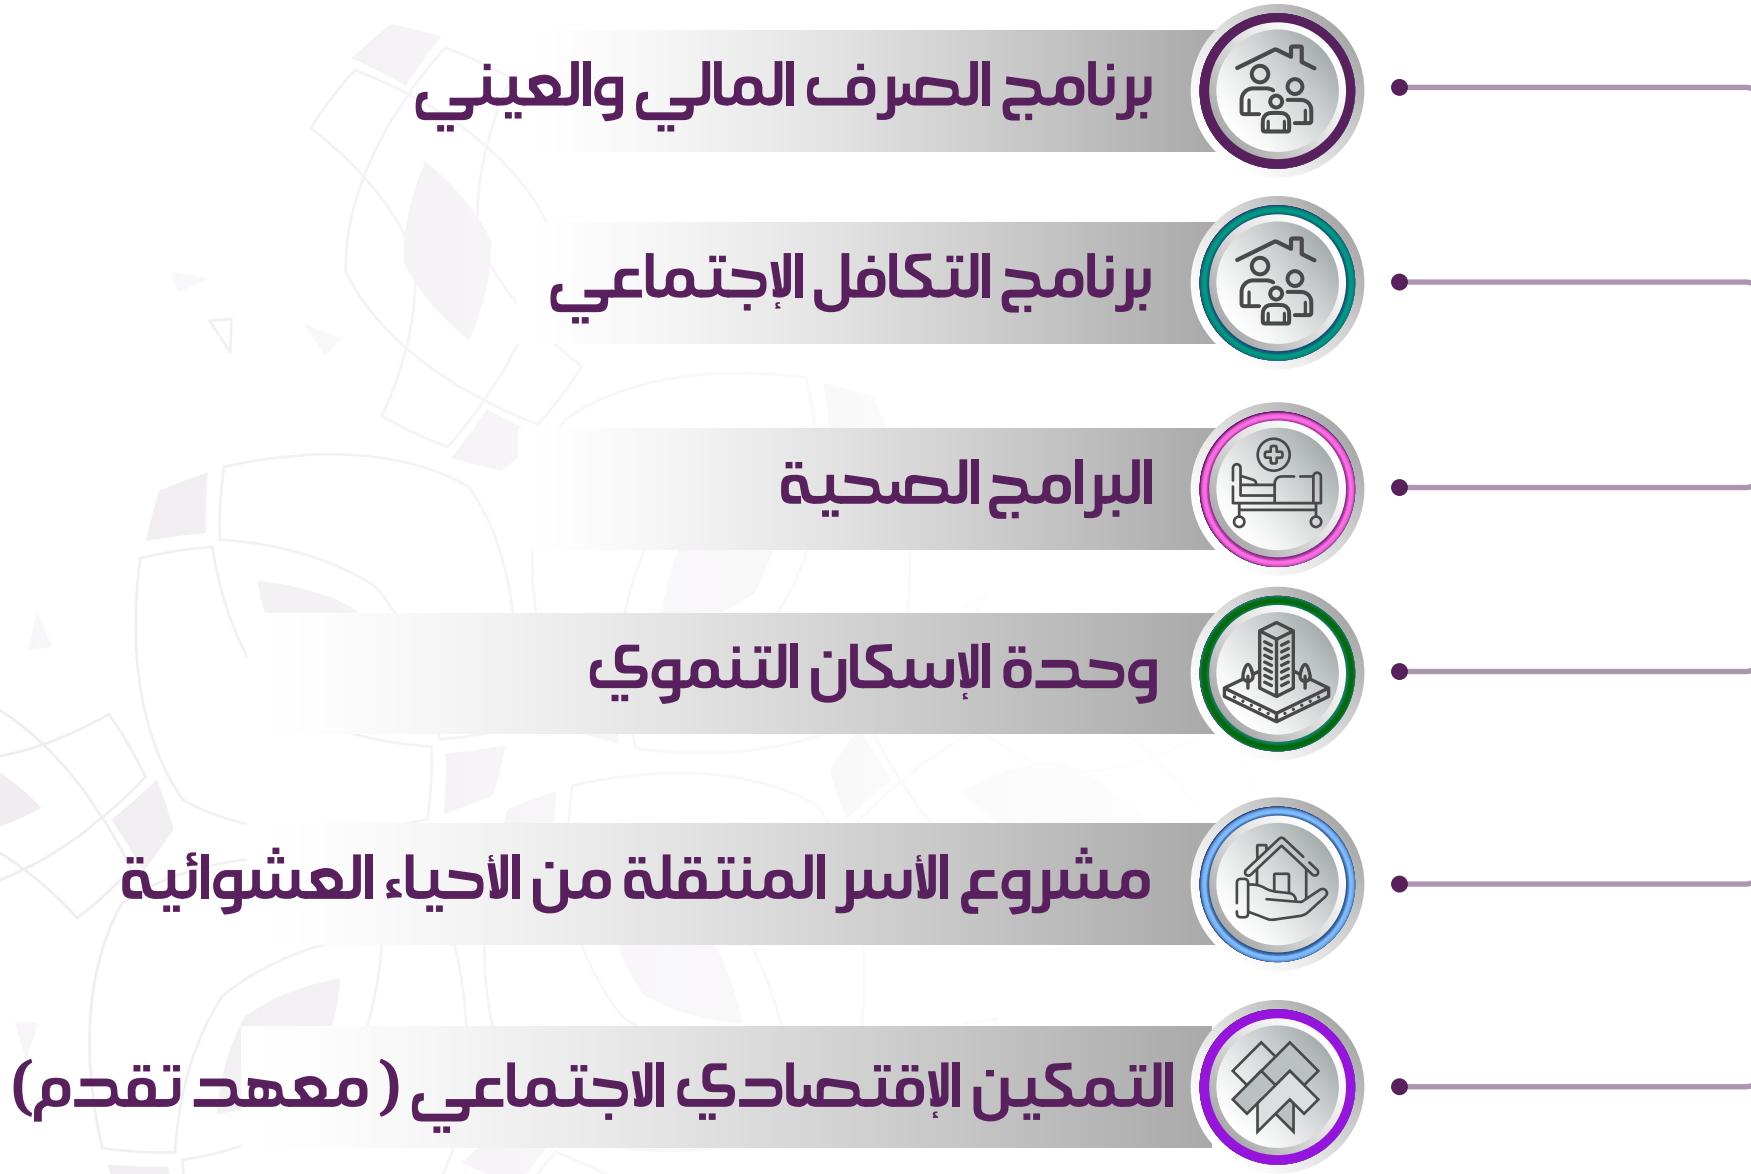 برنامج الصرف المالي والعيني
برنامج التكافل الإجتماعي
البرامج الصحية
وحدة الإسكان التنموي
مشروع الأسر المنتقلة من الأحياء العشوائية
التمكين الإقتصادي الاجتماعي ( معهد تقدم)